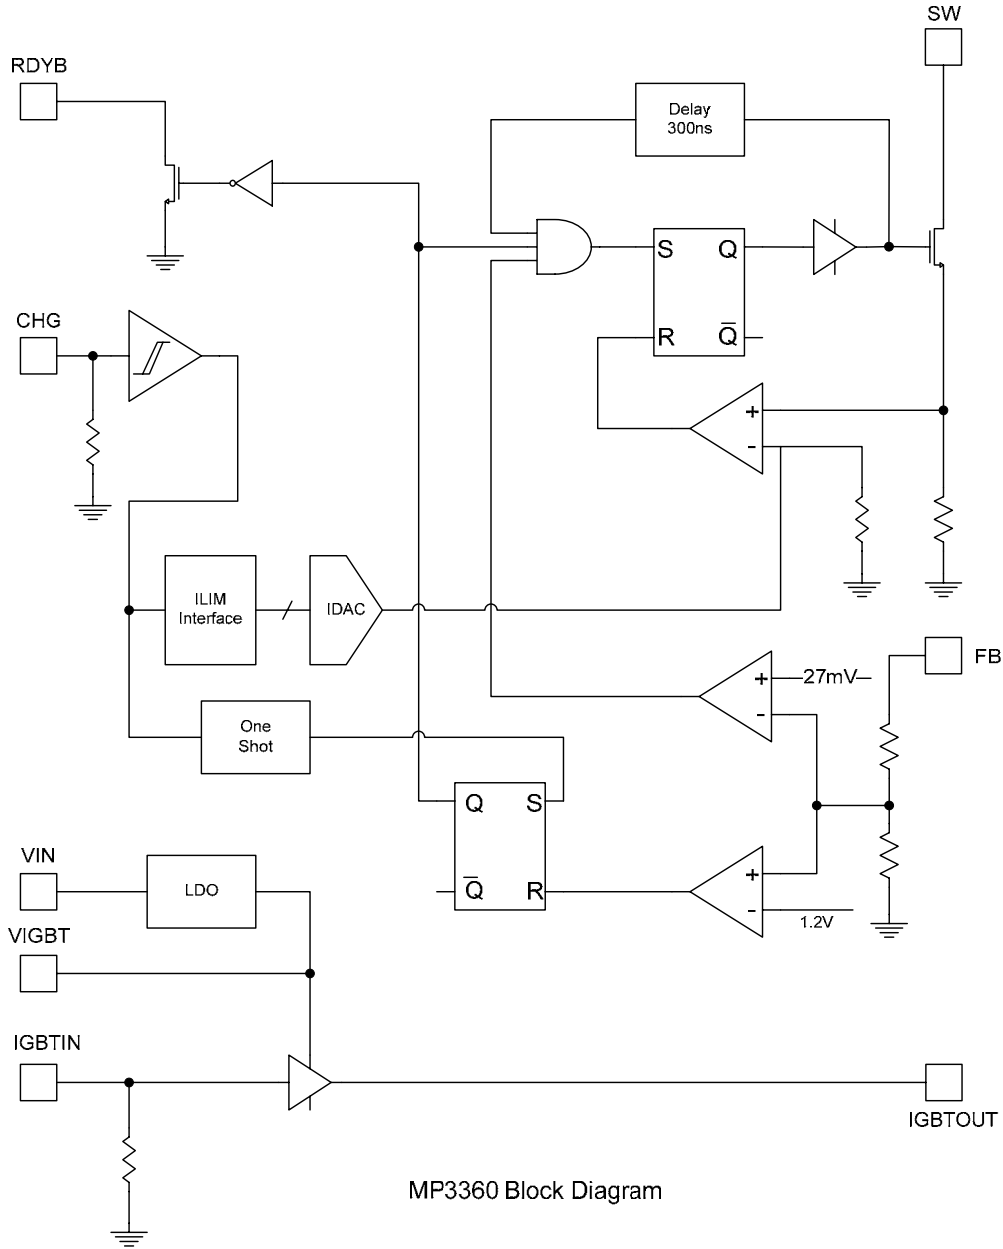 SW
RDYB
Delay
300ns
S
Q
R
Q̅
CHG
+
-
ILIM
Interface
IDAC
FB
+
27mV
-
One
Shot
Q
S
Q̅
R
+
-
1.2V
VIN
LDO
VIGBT
IGBTIN
IGBTOUT
MP3360 Block Diagram